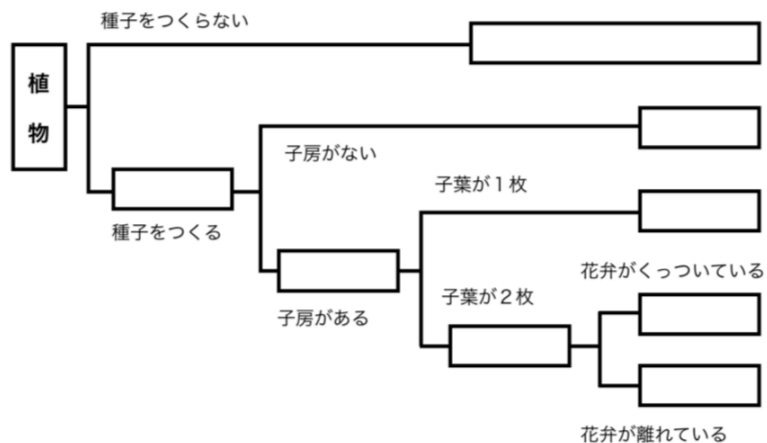 種子をつくらない
植物
子房がない
子葉が１枚
種子をつくる
花弁がくっついている
子葉が２枚
子房がある
花弁が離れている